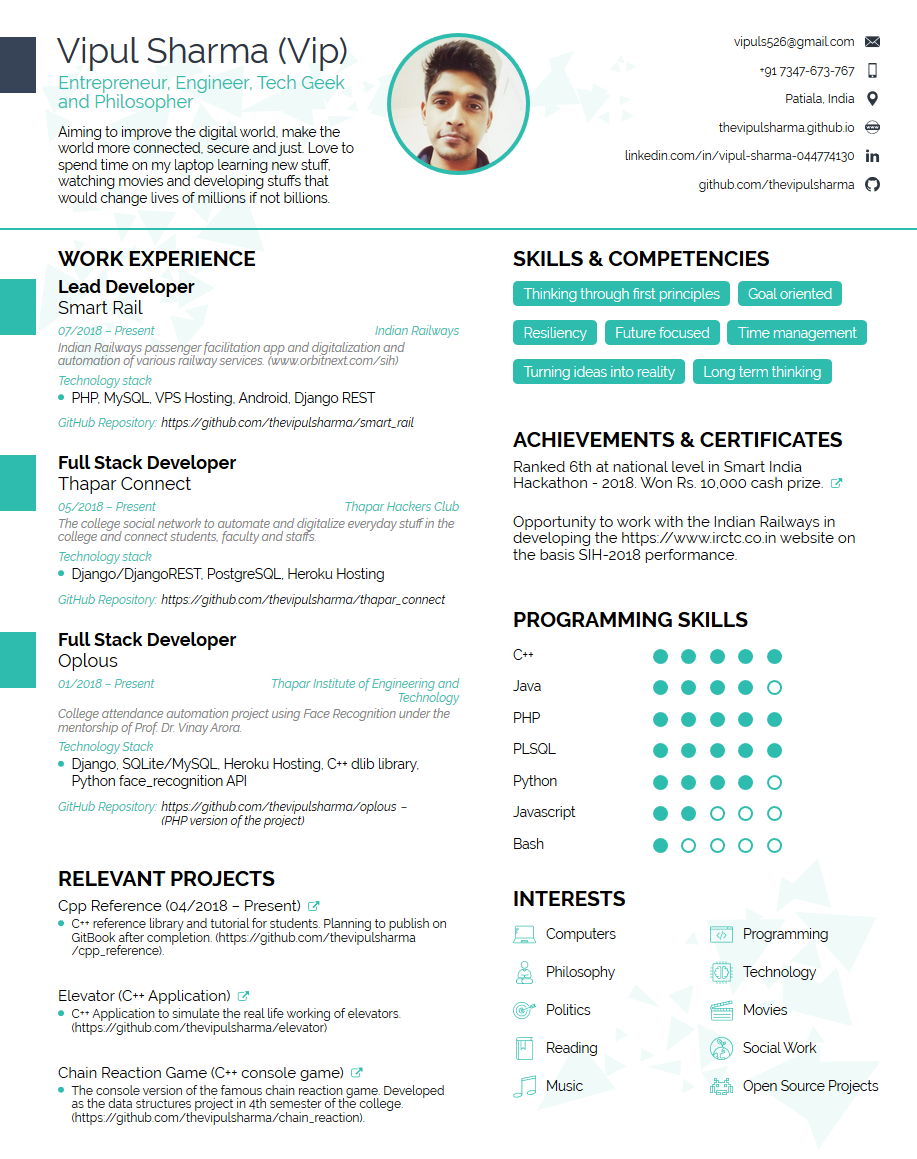 Vipul Sharma (Vip)
Entrepreneur, Engineer, Tech Geek
and Philosopher
Aiming to improve the digital world, make the
world more connected, secure and just. Love to
spend time on my laptop learning new stuff,
watching movies and developing stuffs that
would change lives of millions if not billions.
vipuls526@gmail.com
+91 7347-673-767
Patiala, India
thevipulsharma.github.io
linkedin.com/in/vipul-sharma-044774130
github.com/thevipulsharma
WORK EXPERIENCE
Lead Developer
Smart Rail
07/2018 – Present Indian Railways
Indian Railways passenger facilitation app and digitalization and
automation of various railway services. (www.orbitnext.com/sih)
Technology stack
PHP, MySQL, VPS Hosting, Android, Django REST
GitHub Repository: https://github.com/thevipulsharma/smart_rail
Full Stack Developer
Thapar Connect
05/2018 – Present Thapar Hackers Club
The college social network to automate and digitalize everyday stuff in the
college and connect students, faculty and staffs.
Technology stack
Django/DjangoREST, PostgreSQL, Heroku Hosting
GitHub Repository: https://github.com/thevipulsharma/thapar_connect
Full Stack Developer
Oplous
01/2018 – Present Thapar Institute of Engineering and
Technology
College attendance automation project using Face Recognition under the
mentorship of Prof. Dr. Vinay Arora.
Technology Stack
Django, SQLite/MySQL, Heroku Hosting, C++ dlib library,
Python face_recognition API
GitHub Repository: https://github.com/thevipulsharma/oplous –
(PHP version of the project)
RELEVANT PROJECTS
Cpp Reference (04/2018 – Present)
C++ reference library and tutorial for students. Planning to publish on
GitBook after completion. (https://github.com/thevipulsharma
/cpp_reference).
Elevator (C++ Application)
C++ Application to simulate the real life working of elevators.
(https://github.com/thevipulsharma/elevator)
Chain Reaction Game (C++ console game)
The console version of the famous chain reaction game. Developed
as the data structures project in 4th semester of the college.
(https://github.com/thevipulsharma/chain_reaction).
SKILLS & COMPETENCIES
Thinking through first principles Goal oriented
Resiliency Future focused Time management
Turning ideas into reality Long term thinking
ACHIEVEMENTS & CERTIFICATES
Ranked 6th at national level in Smart India
Hackathon - 2018. Won Rs. 10,000 cash prize.
Opportunity to work with the Indian Railways in
developing the https://www.irctc.co.in website on
the basis SIH-2018 performance.
PROGRAMMING SKILLS
C++
Java
PHP
PLSQL
Python
Javascript
Bash
INTERESTS
Computers Programming
Philosophy Technology
Politics Movies
Reading Social Work
Music Open Source Projects